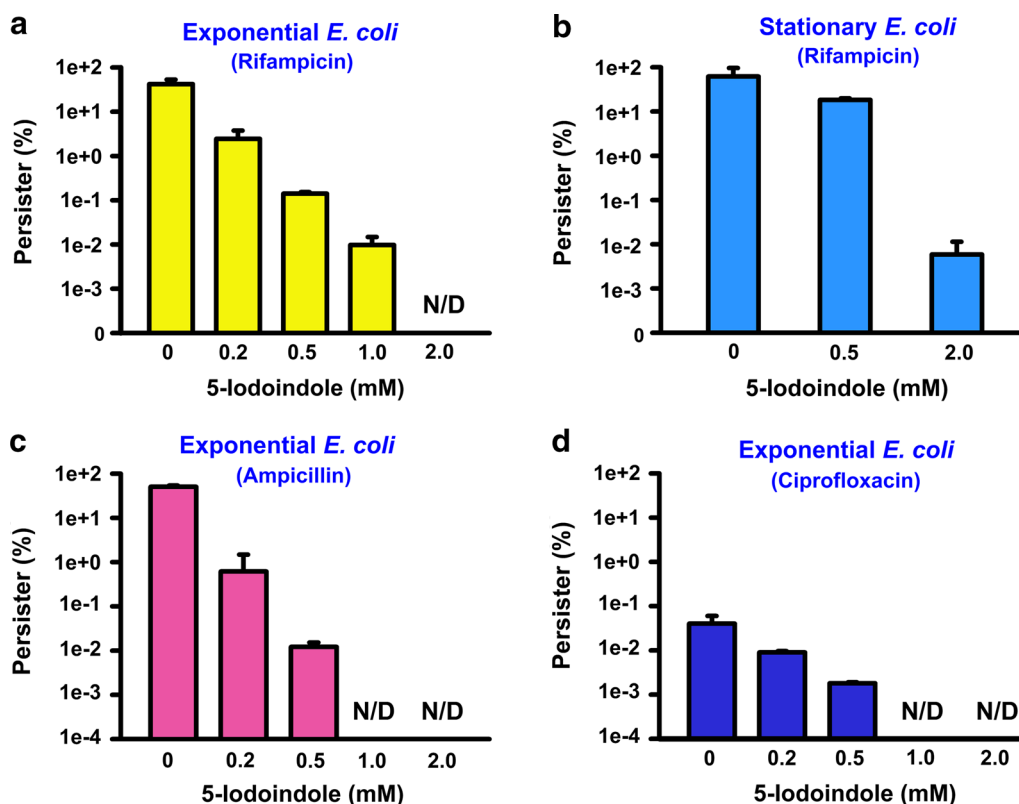 a
Exponential E. coli
(Rifampicin)
Persister (%)
1e+2
1e+1
1e+0
1e-1
1e-2
1e-3
0
N/D
0 0.2 0.5 1.0 2.0
5-Iodoindole (mM)
b
Stationary E. coli
(Rifampicin)
Persister (%)
1e+2
1e+1
1e+0
1e-1
1e-2
1e-3
0
0 0.5 2.0
5-Iodoindole (mM)
c
Exponential E. coli
(Ampicillin)
Persister (%)
1e+2
1e+1
1e+0
1e-1
1e-2
1e-3
1e-4
N/D N/D
0 0.2 0.5 1.0 2.0
5-Iodoindole (mM)
d
Exponential E. coli
(Ciprofloxacin)
Persister (%)
1e+2
1e+1
1e+0
1e-1
1e-2
1e-3
1e-4
N/D N/D
0 0.2 0.5 1.0 2.0
5-Iodoindole (mM)